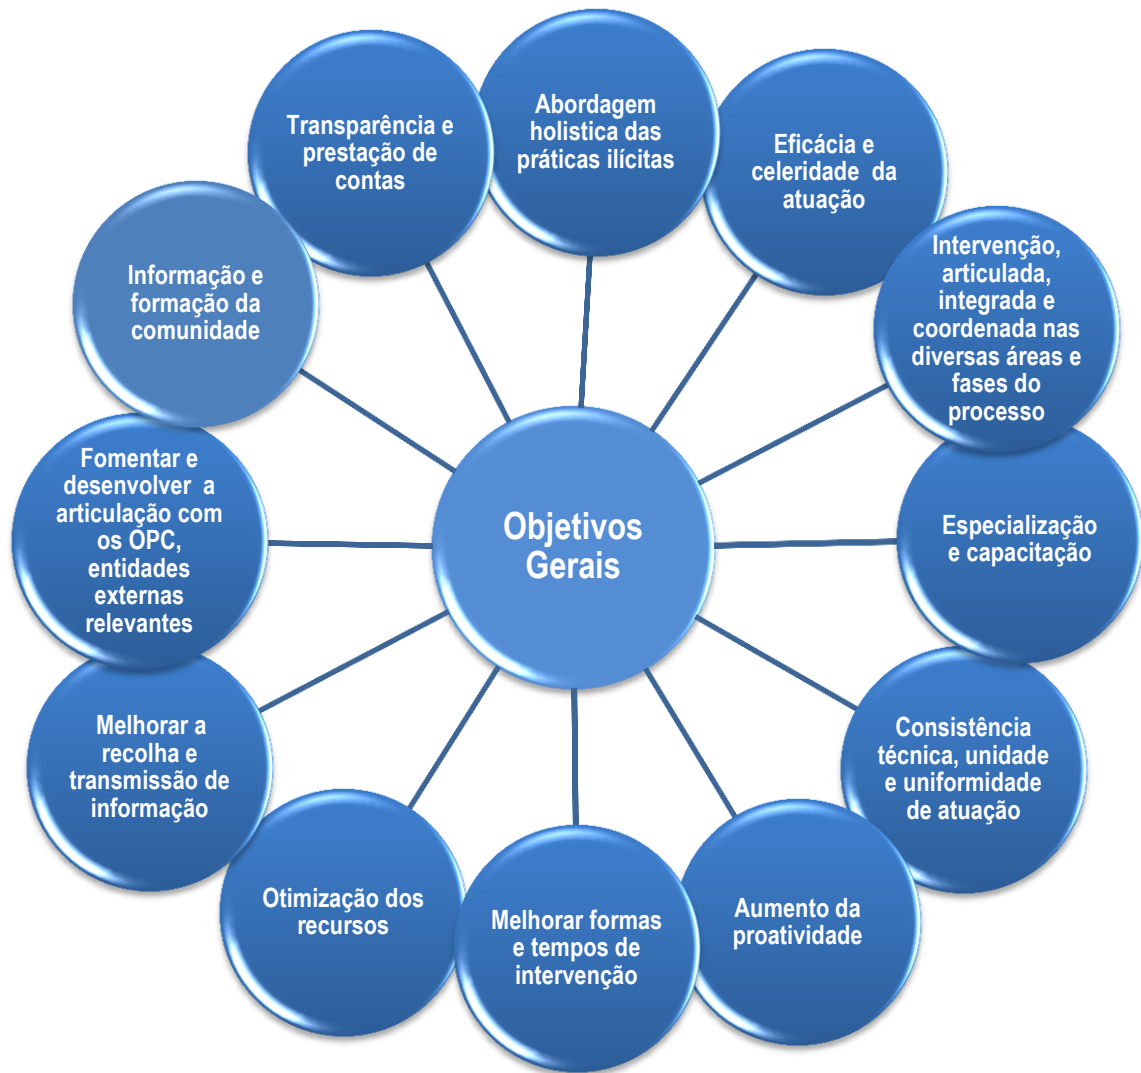 Abordagem
holistica das
práticas ilícitas
Eficácia e
celeridade da
atuação
Intervenção,
articulada,
integrada e
coordenada nas
diversas áreas e
fases do
processo
Especialização
e capacitação
Consistência
técnica, unidade
e uniformidade
de atuação
Aumento da
proatividade
Melhorar formas
e tempos de
intervenção
Otimização dos
recursos
Melhorar a
recolha e
transmissão de
informação
Fomentar e
desenvolver a
articulação com
os OPC,
entidades
externas
relevantes
Informação e
formação da
comunidade
Transparência e
prestação de
contas
Objetivos
Gerais